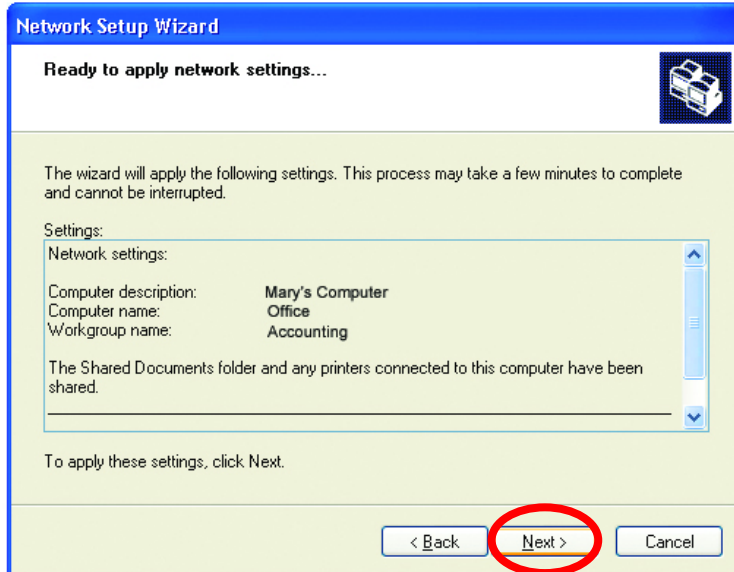 Network Setup Wizard
Ready to apply network settings...
The wizard will apply the following settings. This process may take a few minutes to complete
and cannot be interrupted.
Settings:
Network settings:
Computer description: Mary's Computer
Computer name: Office
Workgroup name: Accounting
The Shared Documents folder and any printers connected to this computer have been
shared.
To apply these settings, click Next.
< Back Next > Cancel